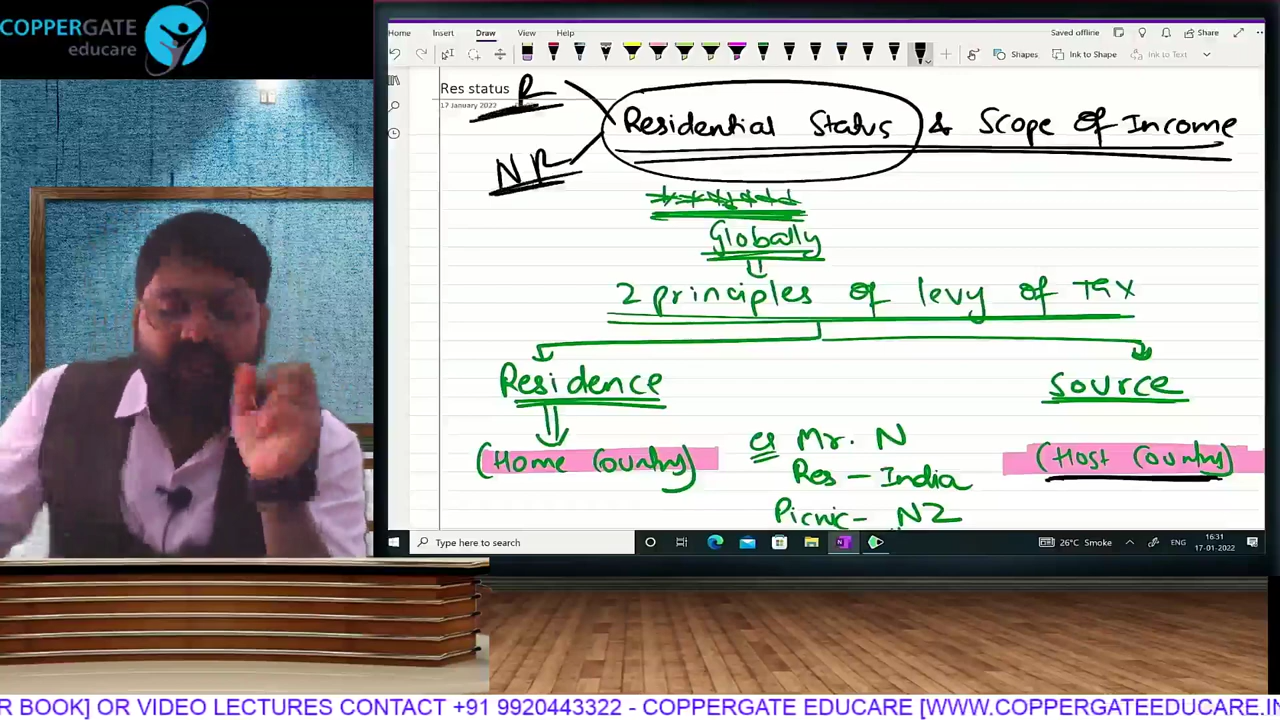 COPPERGATE
educare
Home Insert Draw View Help
Saved offline
Share
Shapes
Ink to Shape
Ink to Text
Res status
17 January 2022
R
NR
Residential Status & Scope Of Income
Globally
2 principles of levy of Tax
Residence
Source
(Home Country)
(Host Country)
eg Mr. N
Res - India
Picnic - NZ
Type here to search
26°C Smoke
ENG
16:31
17-01-2022
R BOOK] OR VIDEO LECTURES CONTACT +91 9920443322 - COPPERGATE EDUCARE [WWW.COPPERGATEEDUCARE.IN